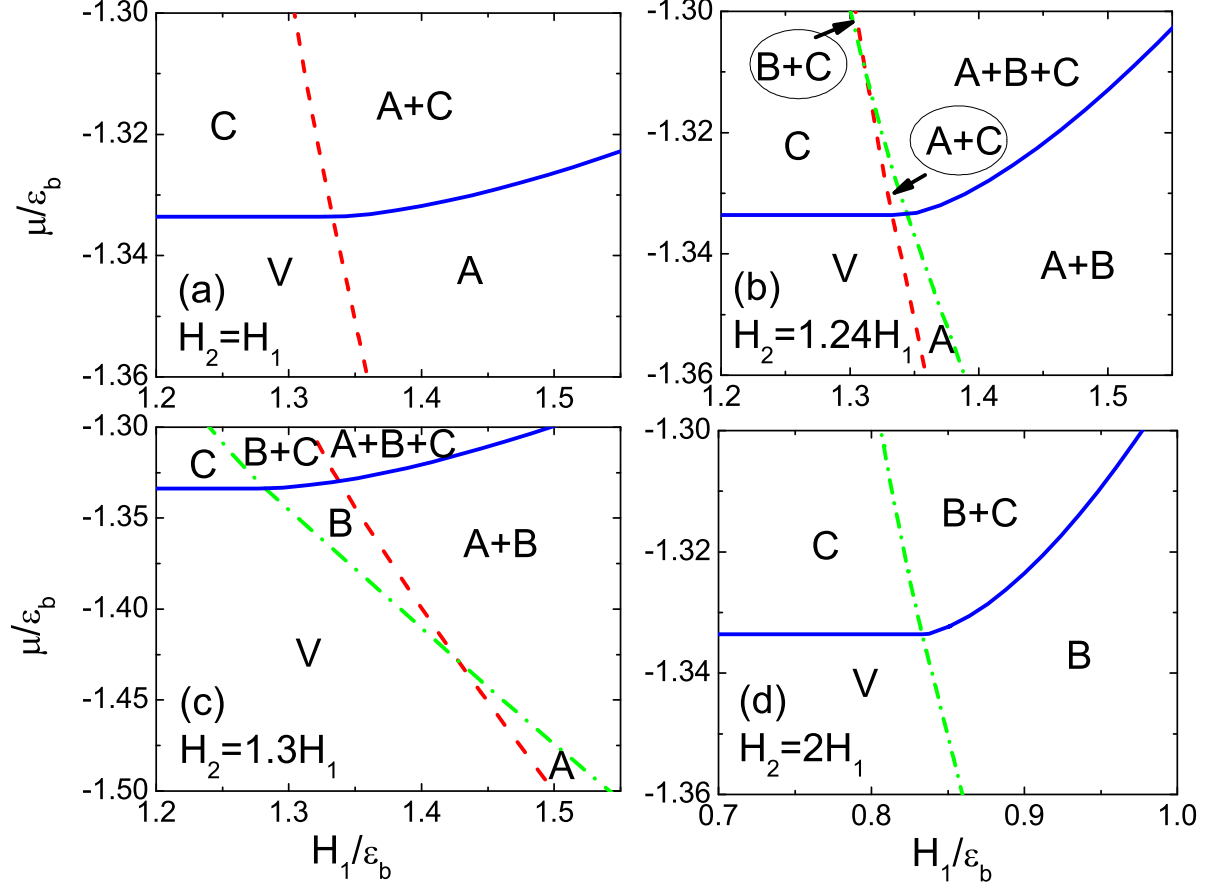 -1.30
-1.32
-1.34
-1.36
μ/ε_b
C
A+C
V
A
(a)
H_2=H_1
1.2
1.3
1.4
1.5
-1.30
-1.32
-1.34
-1.36
B+C
A+B+C
A+C
C
V
A+B
A
(b)
H_2=1.24H_1
1.2
1.3
1.4
1.5
-1.30
-1.35
-1.40
-1.45
-1.50
μ/ε_b
C
B+C
A+B+C
B
A+B
V
A
(c)
H_2=1.3H_1
1.2
1.3
1.4
1.5
H_1/ε_b
-1.30
-1.32
-1.34
-1.36
C
B+C
V
B
(d)
H_2=2H_1
0.7
0.8
0.9
1.0
H_1/ε_b